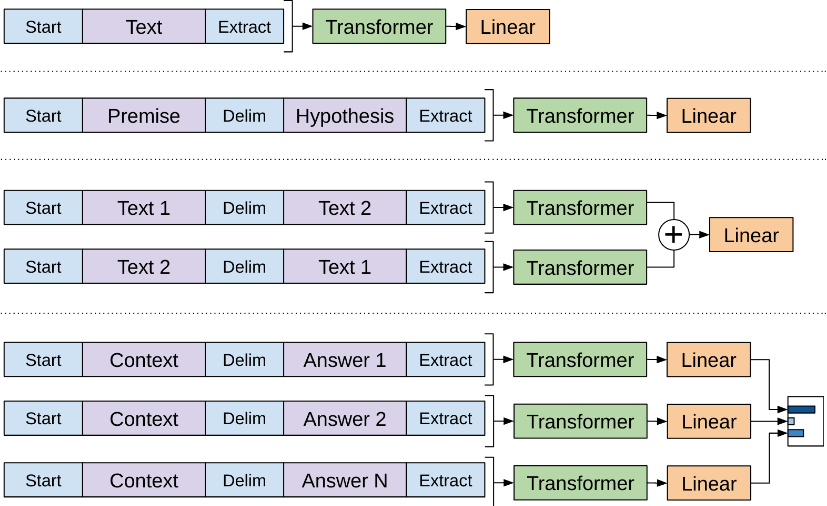 Start Text Extract Transformer Linear
Start Premise Delim Hypothesis Extract Transformer Linear
Start Text 1 Delim Text 2 Extract Transformer
+ Linear
Start Text 2 Delim Text 1 Extract Transformer
Start Context Delim Answer 1 Extract Transformer Linear
Start Context Delim Answer 2 Extract Transformer Linear
Start Context Delim Answer N Extract Transformer Linear